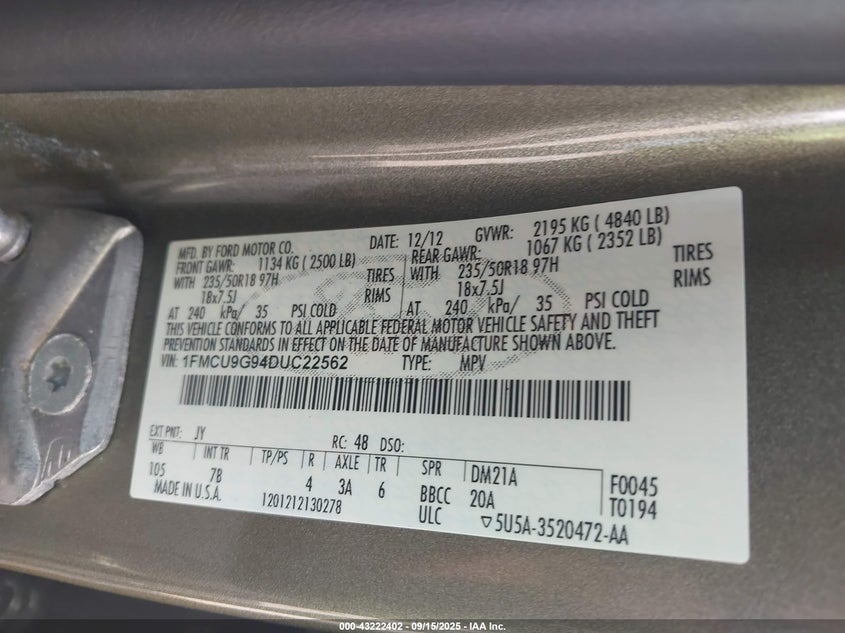 MFD. BY FORD MOTOR CO. DATE: 12/12 GVWR: 2195 KG ( 4840 LB)
FRONT GAWR: 1134 KG ( 2500 LB) REAR GAWR: 1067 KG ( 2352 LB)
WITH 235/50R18 97H TIRES WITH 235/50R18 97H TIRES
18x7.5J RIMS 18x7.5J RIMS
AT 240 kPa/ 35 PSI COLD AT 240 kPa/ 35 PSI COLD
THIS VEHICLE CONFORMS TO ALL APPLICABLE FEDERAL MOTOR VEHICLE SAFETY AND THEFT
PREVENTION STANDARDS IN EFFECT ON THE DATE OF MANUFACTURE SHOWN ABOVE.
VIN: 1FMCU9G94DUC22562 TYPE: MPV
EXT PNT: JY RC: 48 DSO:
WB INT TR TP/PS R AXLE TR SPR DM21A F0045
105 7B 4 3A 6 BBCC 20A T0194
MADE IN U.S.A. 1201212130278 ULC ▽5U5A-3520472-AA
000-43222402 - 09/15/2025 - IAA Inc.